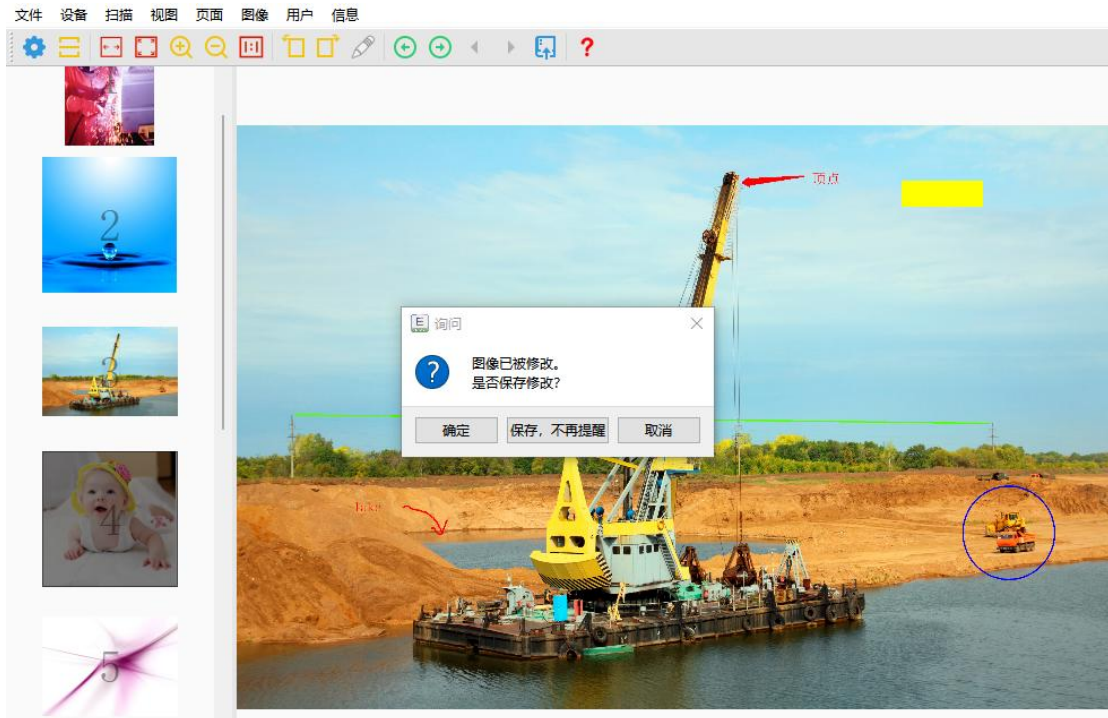 文件 设备 扫描 视图 页面 图像 用户 信息
1:1
?
2
3
4
5
顶点
询问
图像已被修改。
是否保存修改?
确定 保存，不再提醒 取消